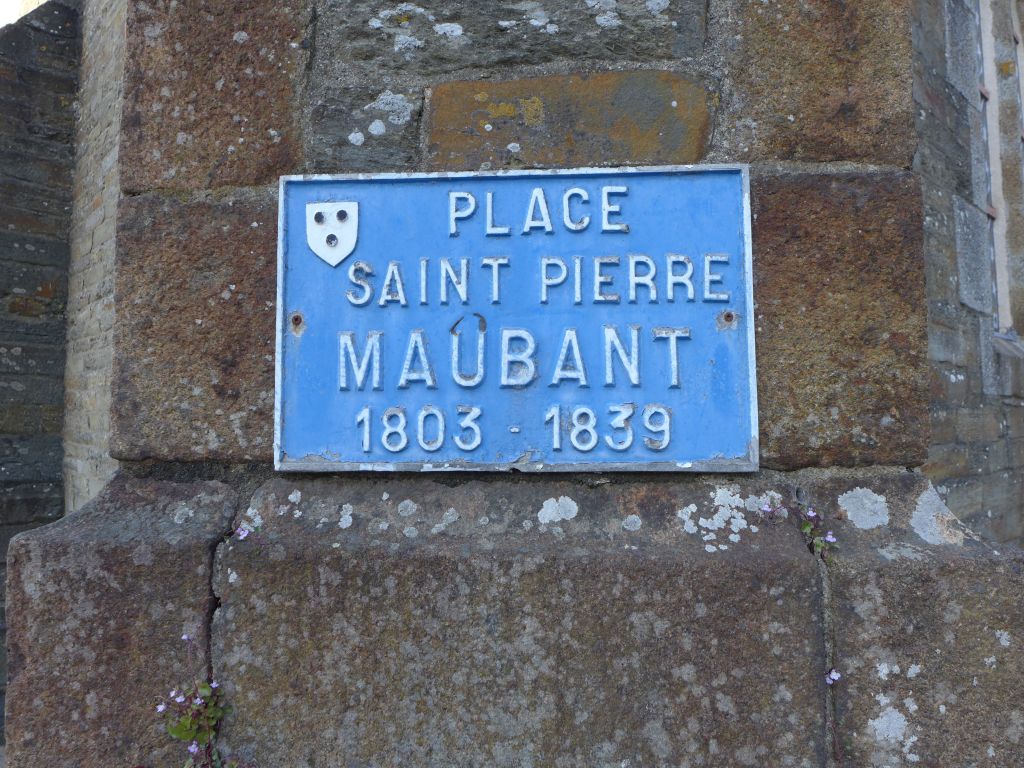 PLACE
SAINT PIERRE
MAUBANT
1803 - 1839